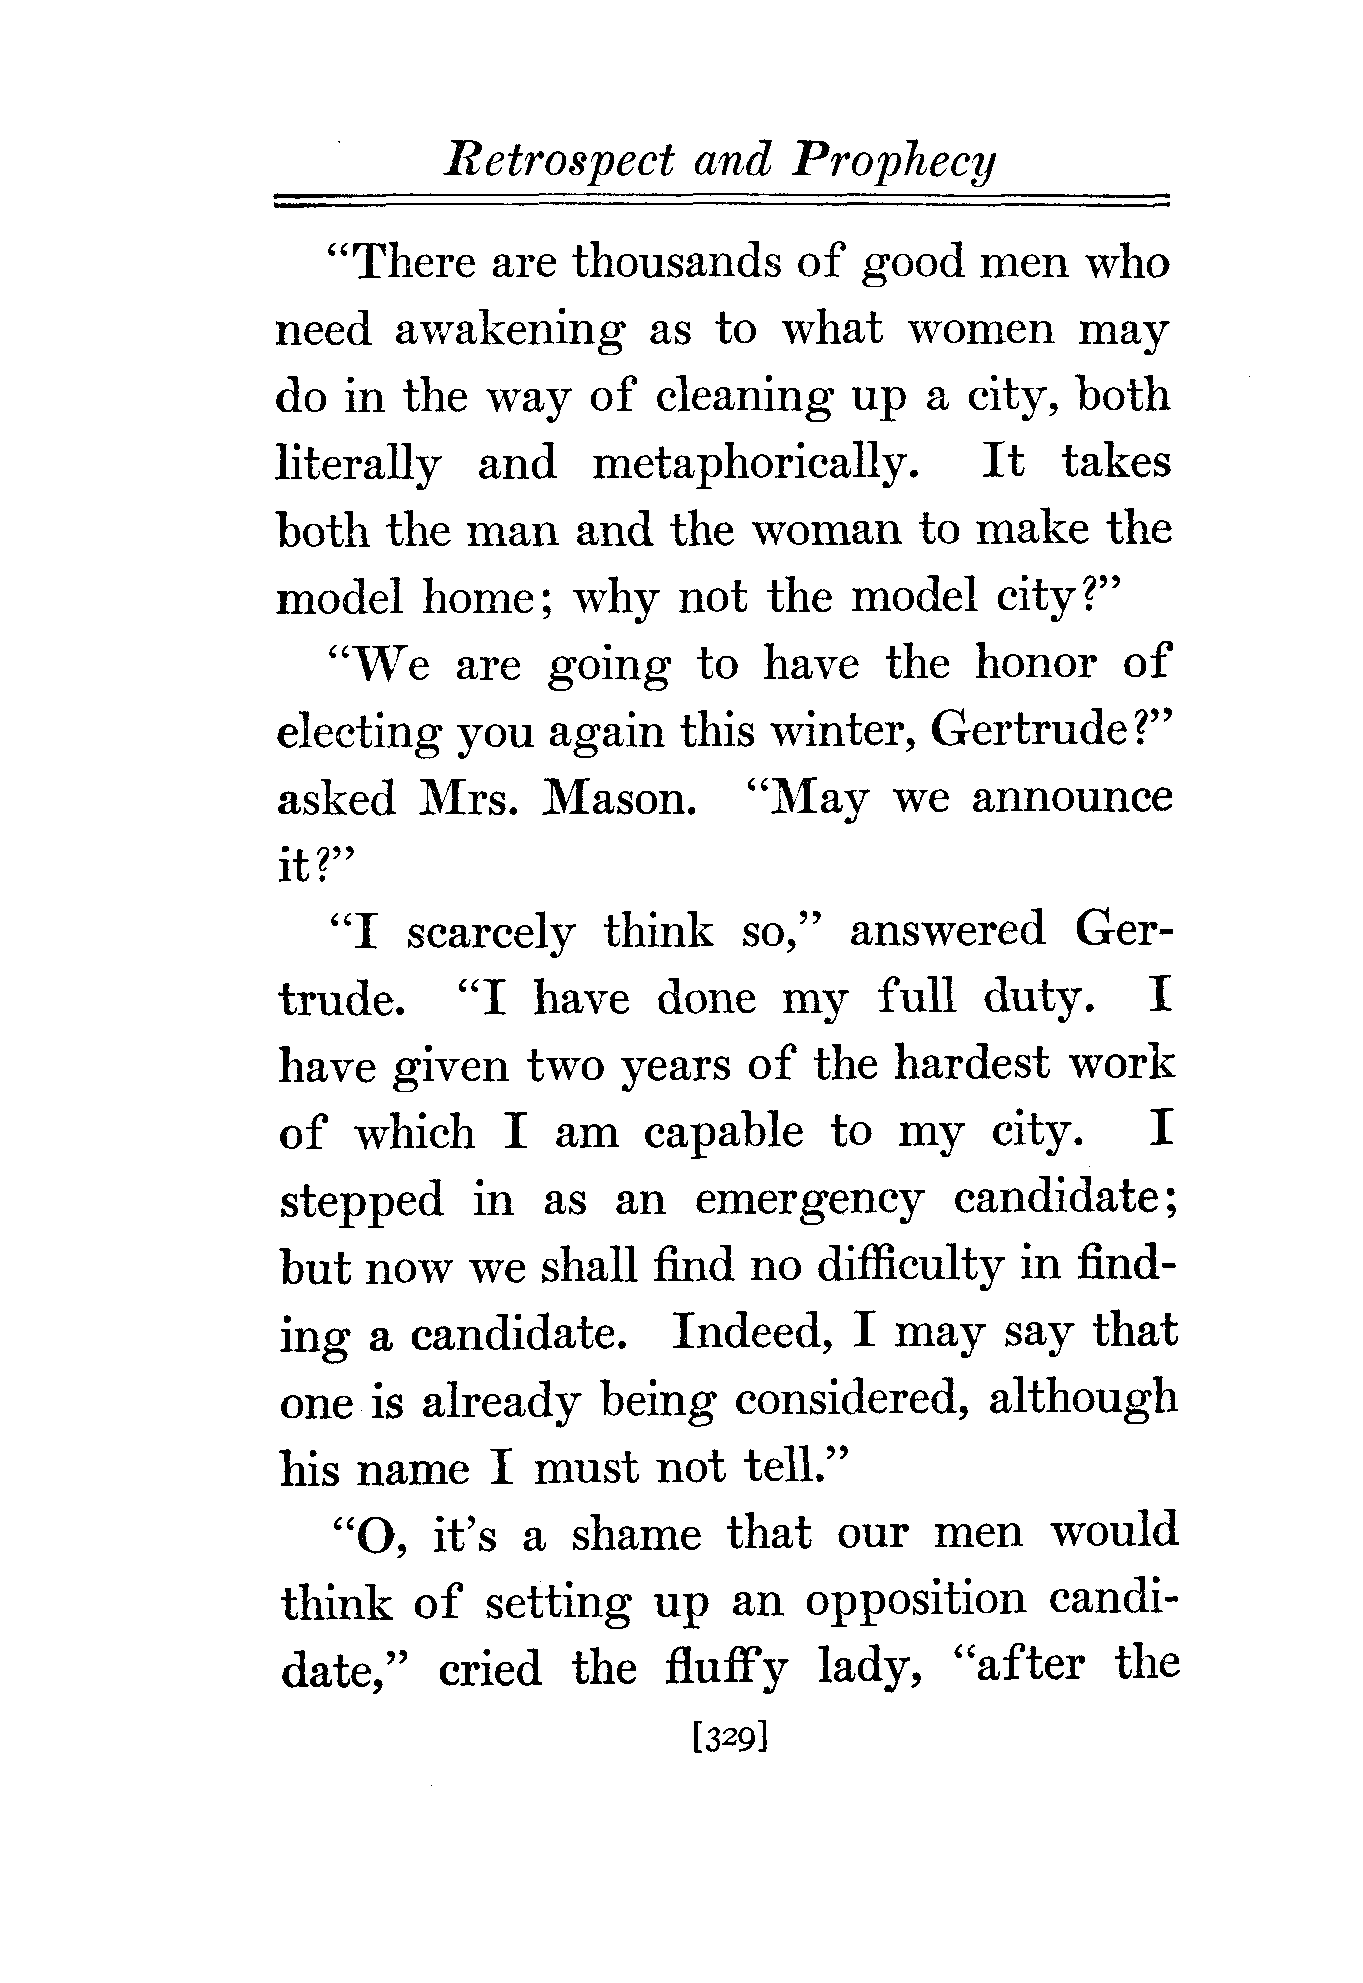 Retrospect and Prophecy
“There are thousands of good men who
need awakening as to what women may
do in the way of cleaning up a city, both
literally and metaphorically. It takes
both the man and the woman to make the
model home; why not the model city?”
“We are going to have the honor of
electing you again this winter, Gertrude?”
asked Mrs. Mason. “May we announce
it?”
“I scarcely think so,” answered Ger-
trude. “I have done my full duty. I
have given two years of the hardest work
of which I am capable to my city. I
stepped in as an emergency candidate;
but now we shall find no difficulty in find-
ing a candidate. Indeed, I may say that
one is already being considered, although
his name I must not tell.”
“O, it’s a shame that our men would
think of setting up an opposition candi-
date,” cried the fluffy lady, “after the
[329]